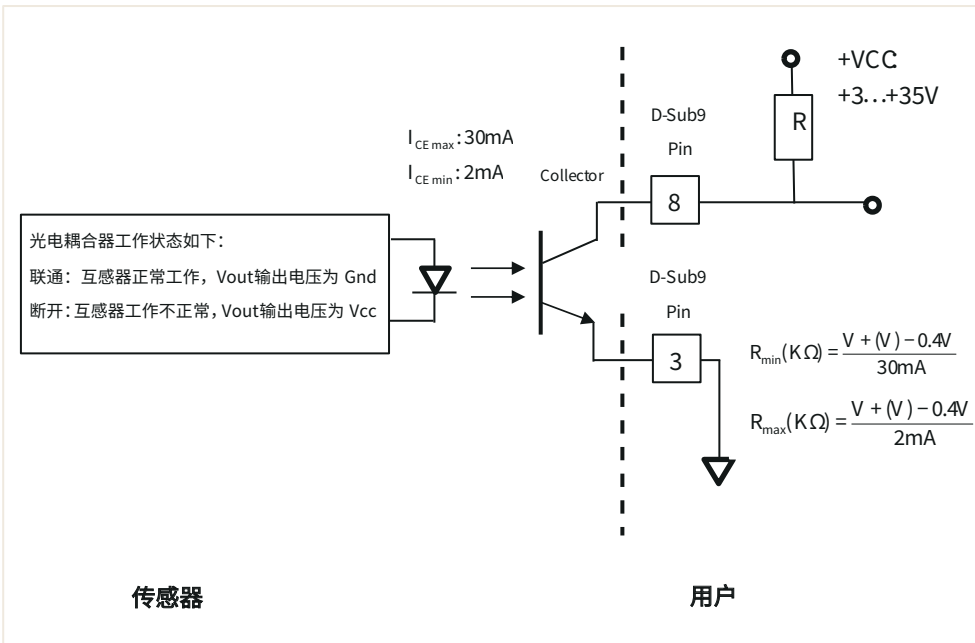 +VCC:
+3...+35V
R
D-Sub9
Pin
8
I CE max : 30mA
I CE min : 2mA
Collector
光电耦合器工作状态如下:
联通: 互感器正常工作，Vout输出电压为 Gnd
断开: 互感器工作不正常, Vout输出电压为 Vcc
D-Sub9
Pin
3
Rmin(KΩ) = V + (V) − 0.4V
30mA
Rmax(KΩ) = V + (V) − 0.4V
2mA
传感器
用户